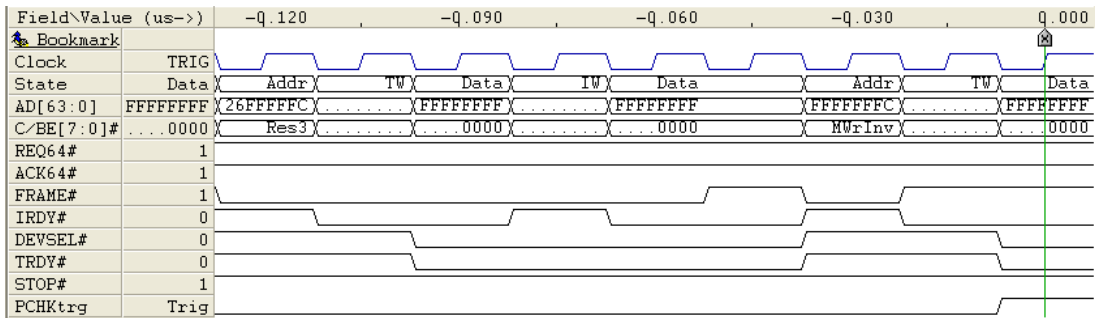 Field\Value (us->) -0.120 -0.090 -0.060 -0.030 0.000
Bookmark
Clock TRIG
State Data Addr TW Data IW Data Addr TW Data
AD[63:0] FFFFFFFF 26FFFFFC ........ FFFFFFFF ........ FFFFFFFF FFFFFFFC ........ FFFFFFFF
C/BE[7:0]# ....0000 Res3 ........ ....0000 ........ ....0000 MWrInv ........ ....0000
REQ64# 1
ACK64# 1
FRAME# 1
IRDY# 0
DEVSEL# 0
TRDY# 0
STOP# 1
PCHKtrg Trig